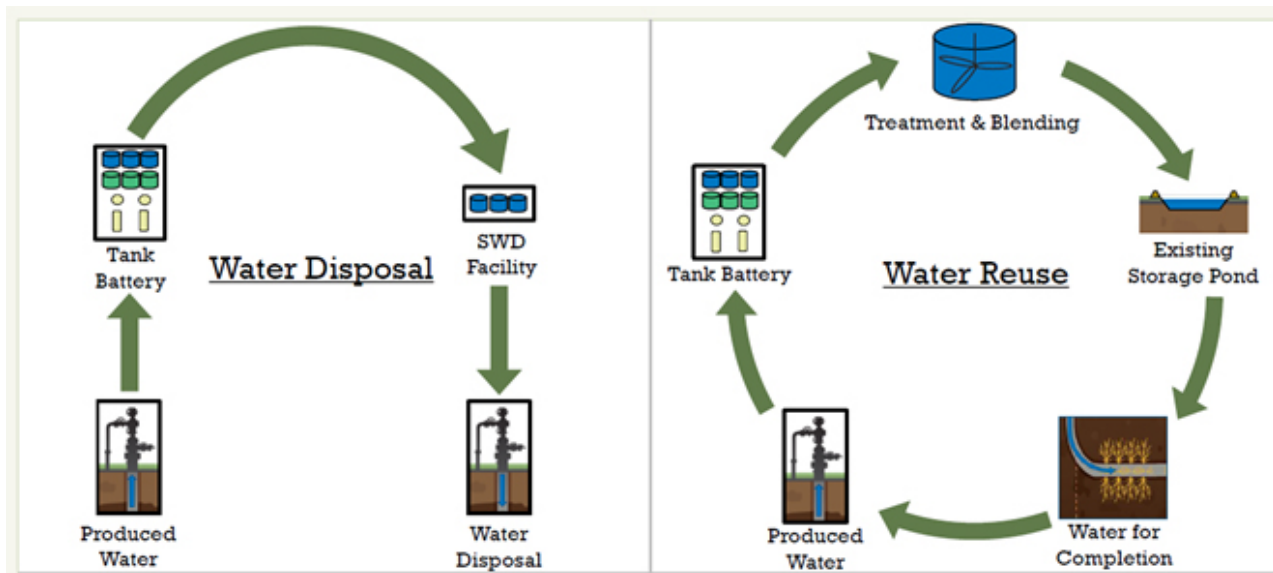 Water Disposal
Tank
Battery
SWD
Facility
Produced
Water
Water
Disposal
Treatment & Blending
Tank Battery
Water Reuse
Existing
Storage Pond
Produced
Water
Water for
Completion